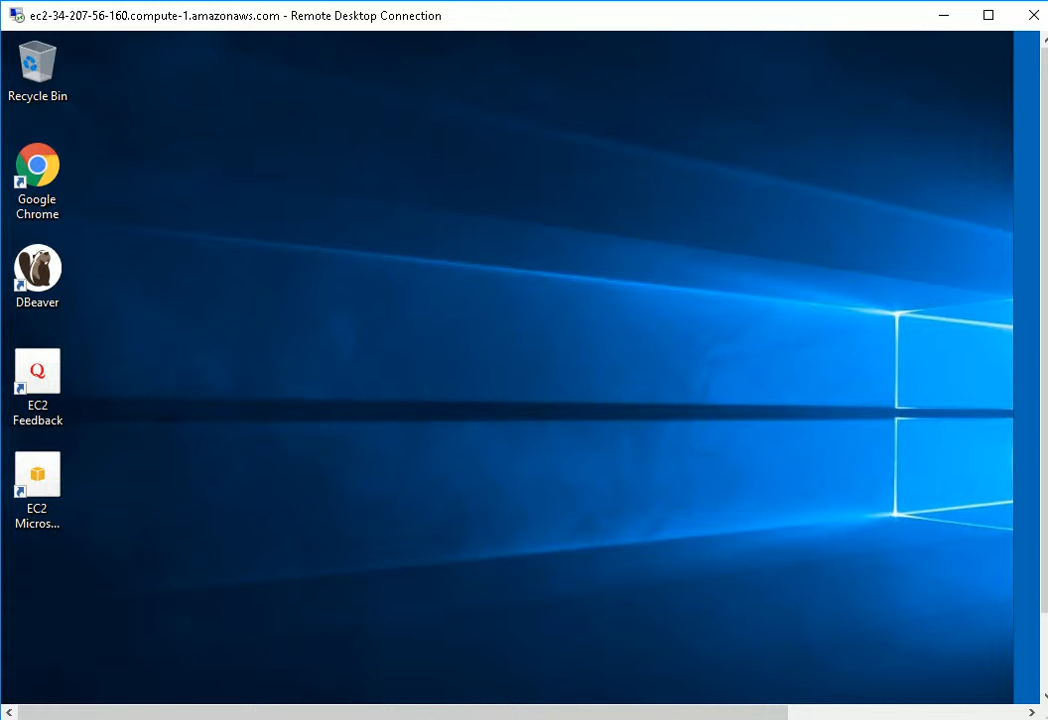 ec2-34-207-56-160.compute-1.amazonaws.com - Remote Desktop Connection
Recycle Bin
Google
Chrome
DBeaver
Q
EC2
Feedback
EC2
Micros...